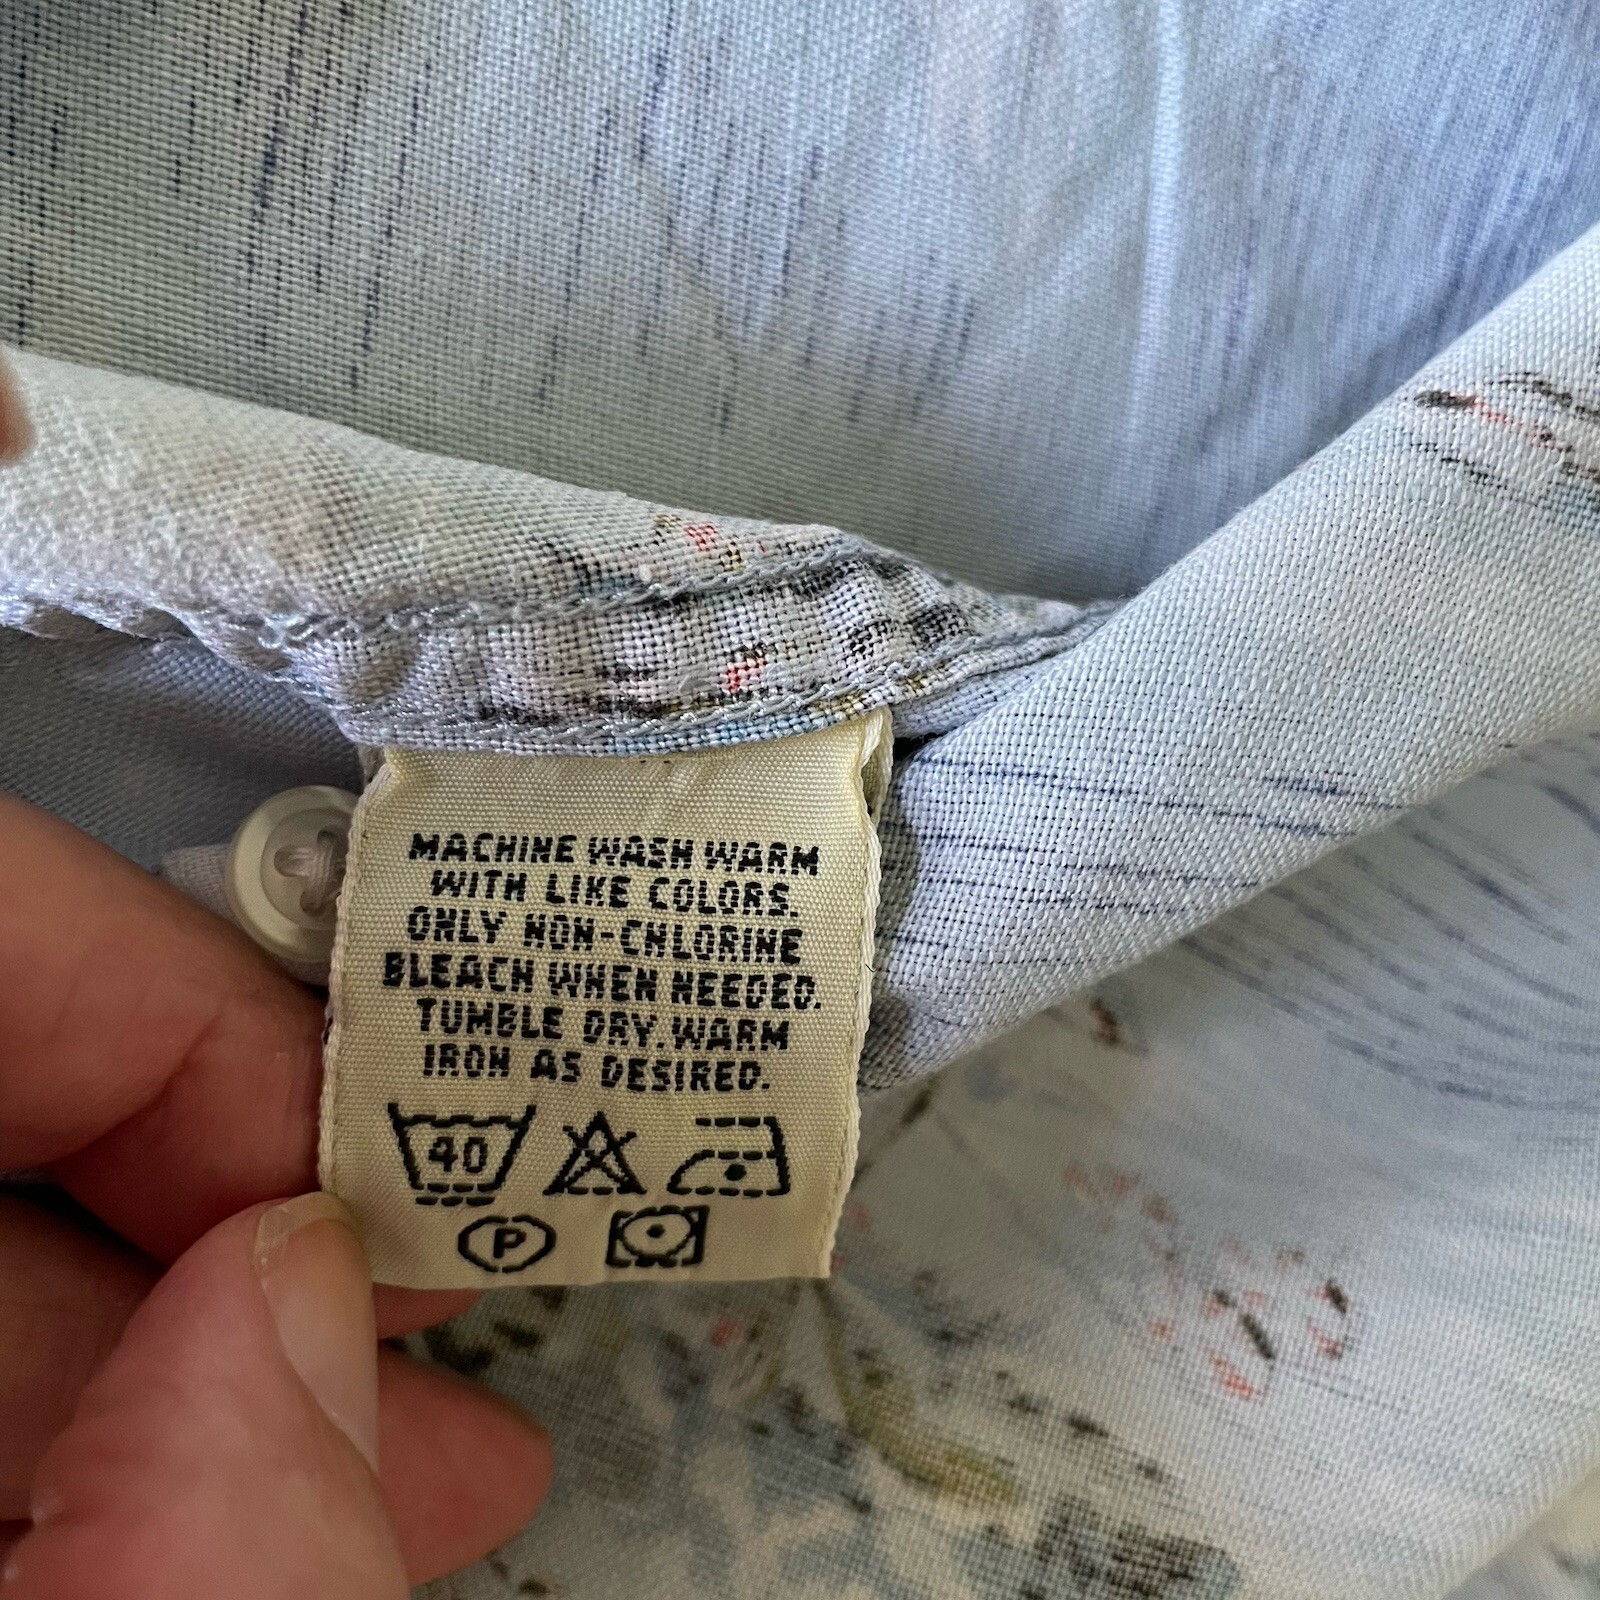 MACHINE WASH WARM
WITH LIKE COLORS.
ONLY NON-CHLORINE
BLEACH WHEN NEEDED.
TUMBLE DRY. WARM
IRON AS DESIRED.
40
P